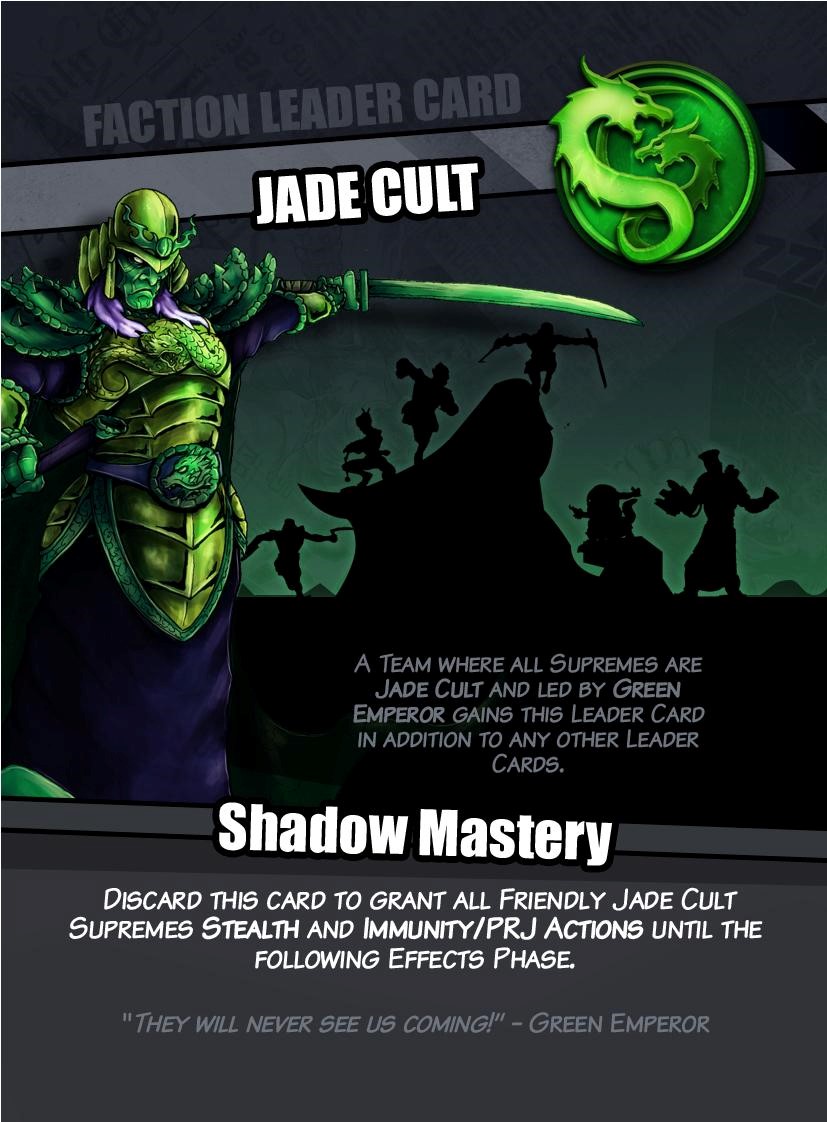 FACTION LEADER CARD
JADE CULT
A Team where all Supremes are
Jade Cult and led by Green
Emperor gains this Leader Card
in addition to any other Leader
Cards.
Shadow Mastery
Discard this card to grant all Friendly Jade Cult
Supremes Stealth and Immunity/PRJ Actions until the
following Effects Phase.
"They will never see us coming!" – Green Emperor